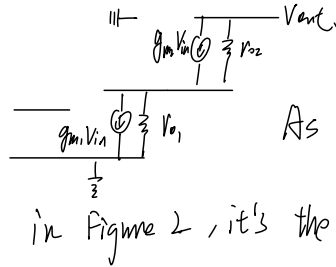 Vout.
gm2Vin
ro2
gm1Vin
ro1
As
in Figure 2, it's the